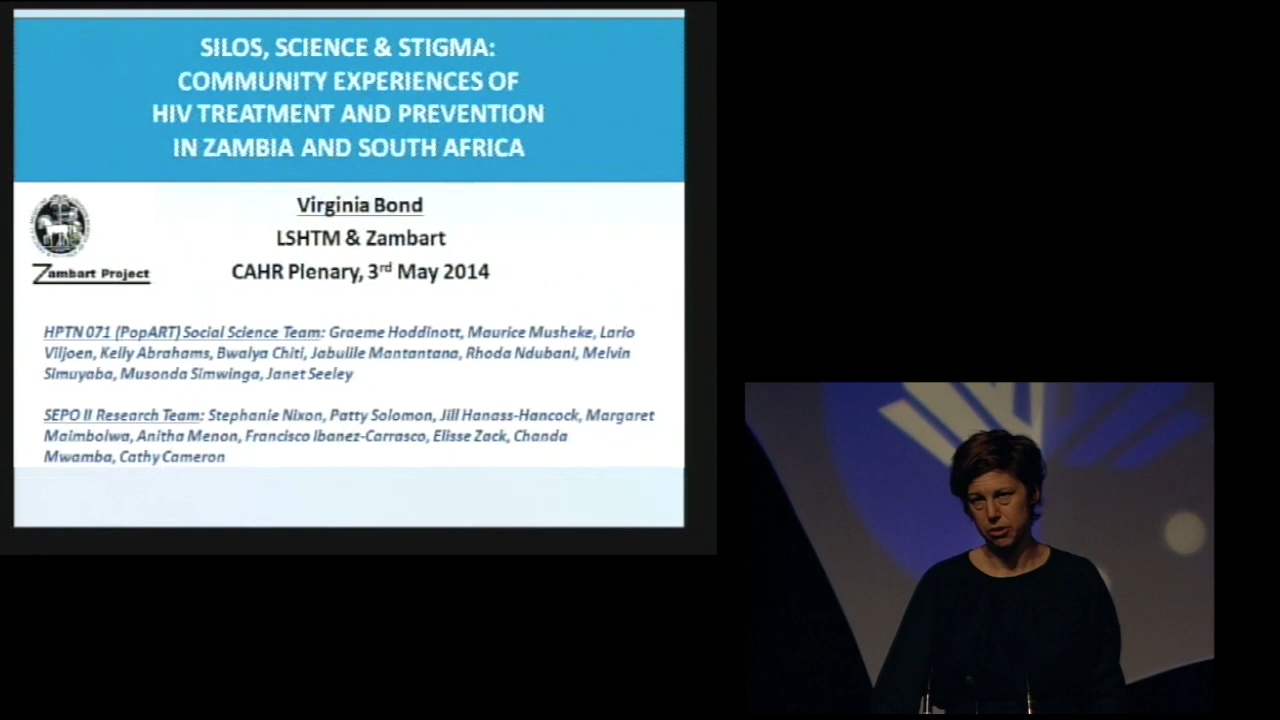 SILOS, SCIENCE & STIGMA:
COMMUNITY EXPERIENCES OF
HIV TREATMENT AND PREVENTION
IN ZAMBIA AND SOUTH AFRICA
Virginia Bond
LSHTM & Zambart
Zambart Project
CAHR Plenary, 3rd May 2014
HPTN 071 (PopART) Social Science Team: Graeme Hoddinott, Maurice Musheke, Lario
Viljoen, Kelly Abrahams, Bwalya Chiti, Jabulile Mantantana, Rhoda Ndubani, Melvin
Simuyaba, Musonda Simwinga, Janet Seeley
SEPO II Research Team: Stephanie Nixon, Patty Solomon, Jill Hanass-Hancock, Margaret
Maimbolwa, Anitha Menon, Francisco Ibanez-Carrasco, Elisse Zack, Chanda
Mwamba, Cathy Cameron